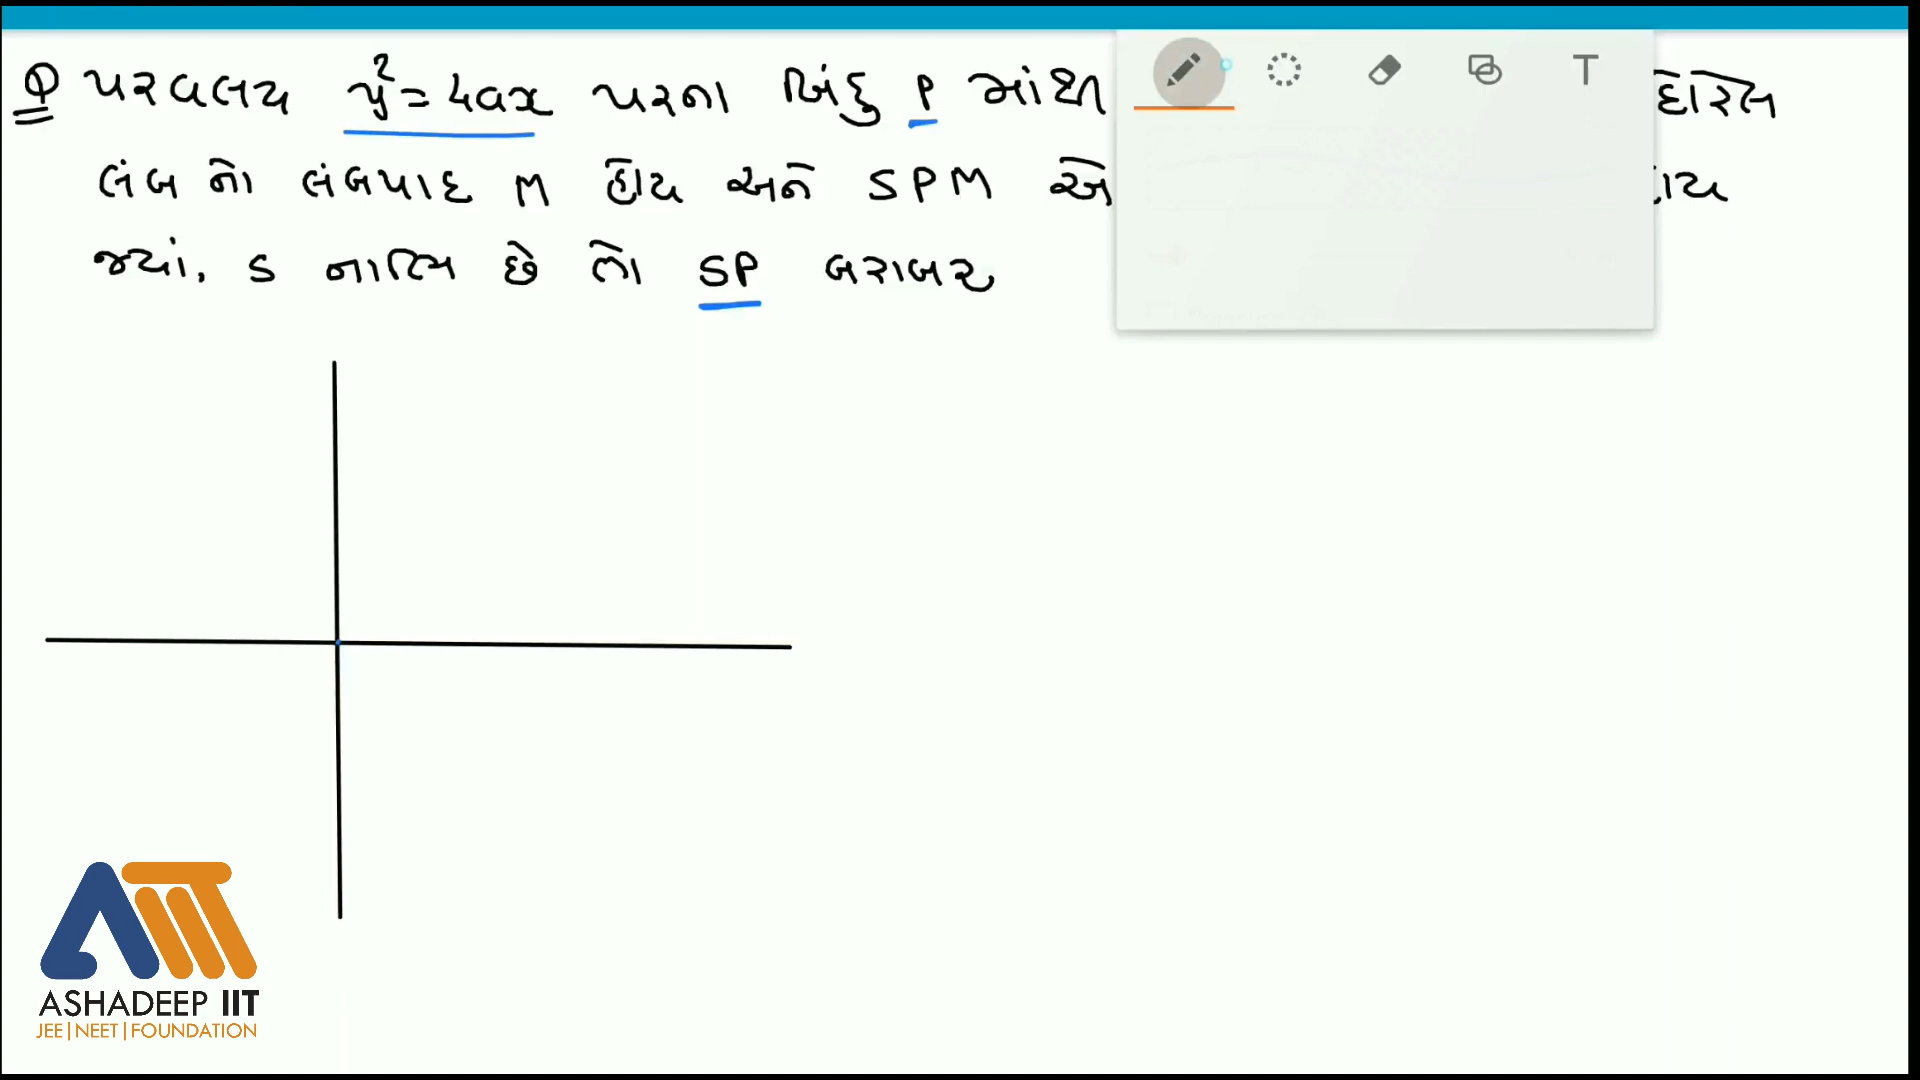 Q પરવલય y²=4ax પરના બિંદુ P માંથી
લંબ નો લંબપાદ M હોય અને SPM એ
જ્યાં, S નાભિ છે તો SP બરાબર
T
ASHADEEP IIT
JEE|NEET|FOUNDATION